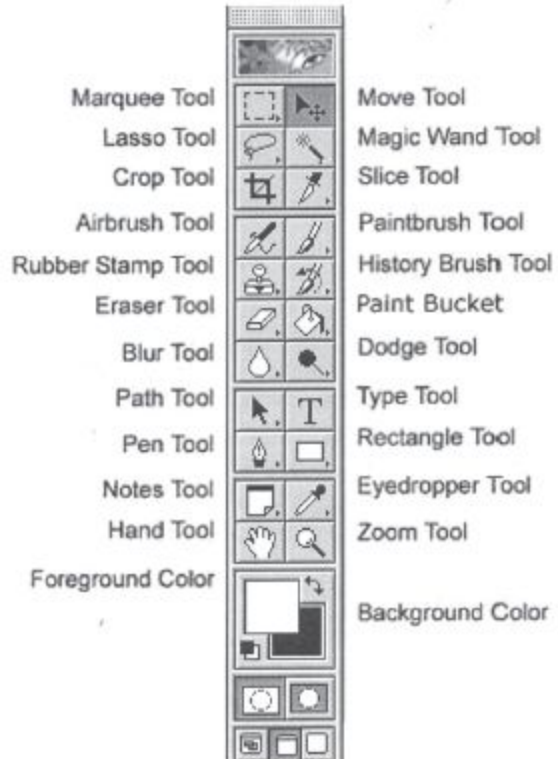 Marquee Tool Move Tool
Lasso Tool Magic Wand Tool
Crop Tool Slice Tool
Airbrush Tool Paintbrush Tool
Rubber Stamp Tool History Brush Tool
Eraser Tool Paint Bucket
Blur Tool Dodge Tool
Path Tool T Type Tool
Pen Tool Rectangle Tool
Notes Tool Eyedropper Tool
Hand Tool Zoom Tool
Foreground Color
Background Color